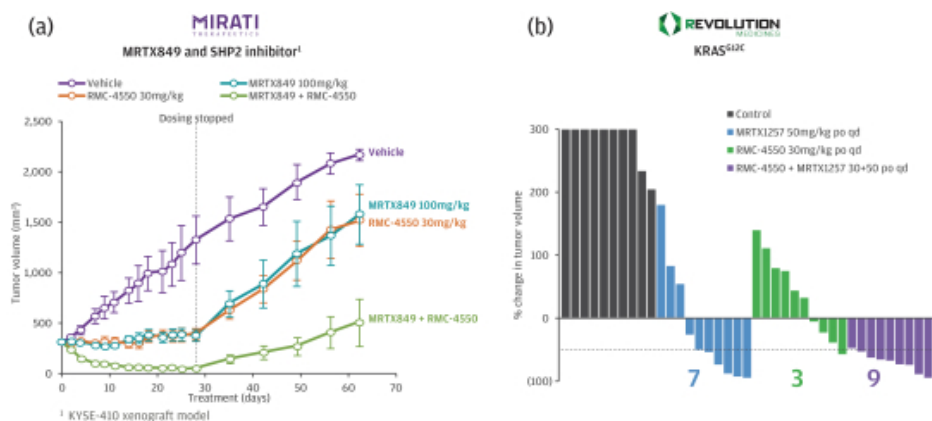 (a)
MIRATI
THERAPEUTICS
MRTX849 and SHP2 inhibitor¹
Vehicle
MRTX849 100mg/kg
RMC-4550 30mg/kg
MRTX849 + RMC-4550
Dosing stopped
Tumor volume (mm³)
2,500
2,000
1,500
1,000
500
0
Vehicle
MRTX849 100mg/kg
RMC-4550 30mg/kg
MRTX849 + RMC-4550
0 10 20 30 40 50 60 70
Treatment (days)
¹ KYSE-410 xenograft model
(b)
REVOLUTION
MEDICINES
KRASᴳ¹²ᶜ
Control
MRTX1257 50mg/kg po qd
RMC-4550 30mg/kg po qd
RMC-4550 + MRTX1257 30+50 po qd
% change in tumor volume
300
200
100
0
(100)
7 3 9